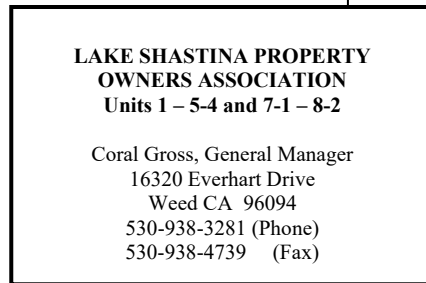 LAKE SHASTINA PROPERTY
OWNERS ASSOCIATION
Units 1 – 5-4 and 7-1 – 8-2
Coral Gross, General Manager
16320 Everhart Drive
Weed CA 96094
530-938-3281 (Phone)
530-938-4739 (Fax)